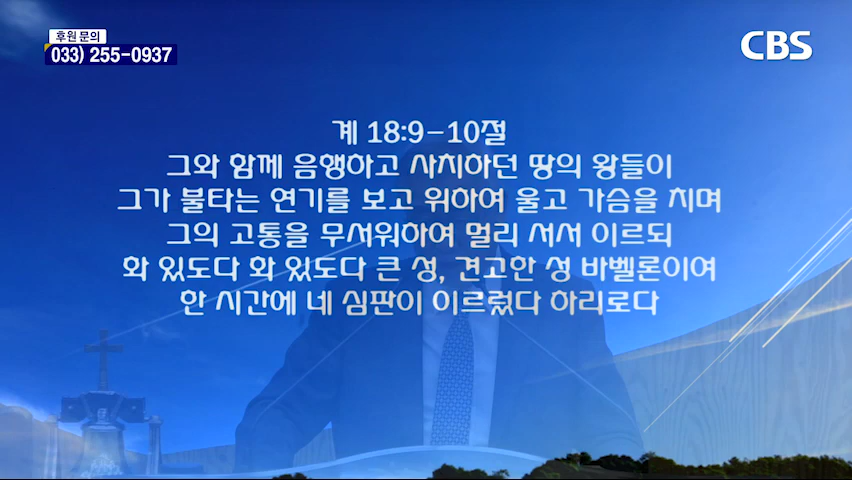 후원 문의
033) 255-0937
CBS
계 18:9-10절
그와 함께 음행하고 사치하던 땅의 왕들이
그가 불타는 연기를 보고 위하여 울고 가슴을 치며
그의 고통을 무서워하여 멀리 서서 이르되
화 있도다 화 있도다 큰 성, 견고한 성 바벨론이여
한 시간에 네 심판이 이르렀다 하리로다